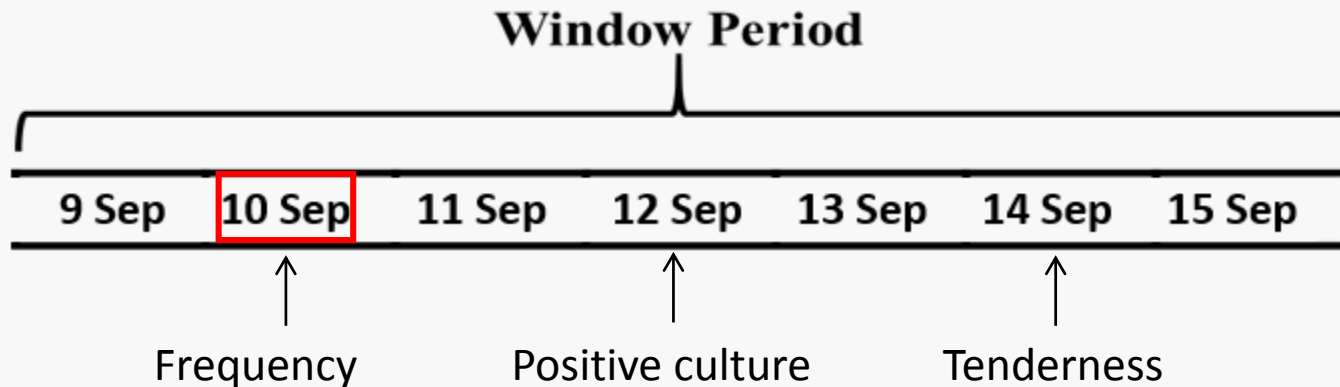 Window Period
9 Sep 10 Sep 11 Sep 12 Sep 13 Sep 14 Sep 15 Sep
Frequency Positive culture Tenderness